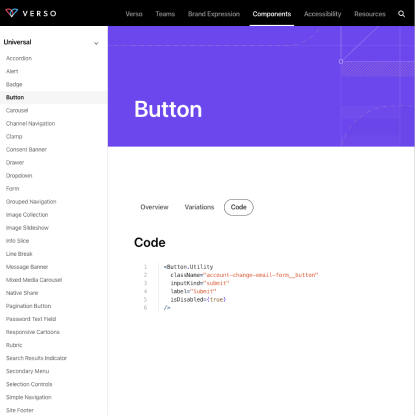 VERSO
Verso Teams Brand Expression Components Accessibility Resources
Universal
Accordion
Alert
Badge
Button
Carousel
Channel Navigation
Clamp
Consent Banner
Drawer
Dropdown
Form
Grouped Navigation
Image Collection
Image Slideshow
Info Slice
Line Break
Message Banner
Mixed Media Carousel
Native Share
Pagination Button
Password Text Field
Responsive Cartoons
Rubric
Search Results Indicator
Secondary Menu
Selection Controls
Simple Navigation
Site Footer
Button
Overview Variations Code
Code
1 <Button.Utility
2 className="account-change-email-form__button"
3 inputKind="submit"
4 label="Submit"
5 isDisabled={true}
6 />